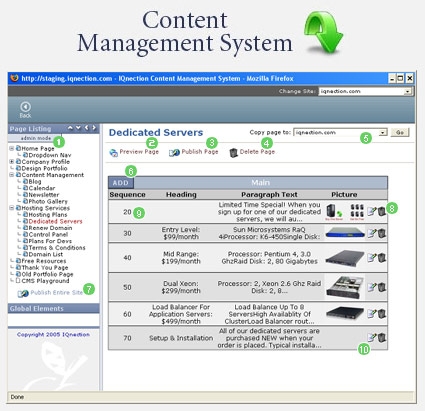 Content
Management System
http://staging.iqnection.com - IQnection Content Management System - Mozilla Firefox
Change Site: iqnection.com
Back
Page Listing
admin mode
1
Home Page
Dropdown Nav
Company Profile
Design Portfolio
Content Management
Blog
Calendar
Newsletter
Photo Gallery
Hosting Services
Hosting Plans
Dedicated Servers
Renew Domain
Control Panel
Plans For Devs
Terms & Conditions
Domain List
Free Resources
Thank You Page
Old Portfolio Page
CMS Playground
Publish Entire Site
7
Global Elements
Copyright 2005 IQnection
Dedicated Servers
Copy page to: iqnection.com Go
5
2 3 4
Preview Page Publish Page Delete Page
6
ADD Main
Sequence Heading Paragraph Text Picture
20 9 Limited Time Special! When you sign up for one of our dedicated servers, we will au... 8
30 Entry Level: $99/month Sun Microsystems RaQ 4Processor: K6-450Single Disk:
40 Mid Range: $199/month Processor: Pentium 4, 3.0 GhzRaid Disk: 2, 80 Gigabytes
50 Dual Xeon: $299/month Processor: 2, Xeon 2.6 Ghz Raid Disk: 2, 8...
60 Load Balancer For Application Servers: $299/month Load Balance Up To 8 ServersHigh Availablity Of ClusterLoad Balancer rout...
70 Setup & Installation All of our dedicated servers are purchased NEW when your order is placed. Typical installa...
10
Done